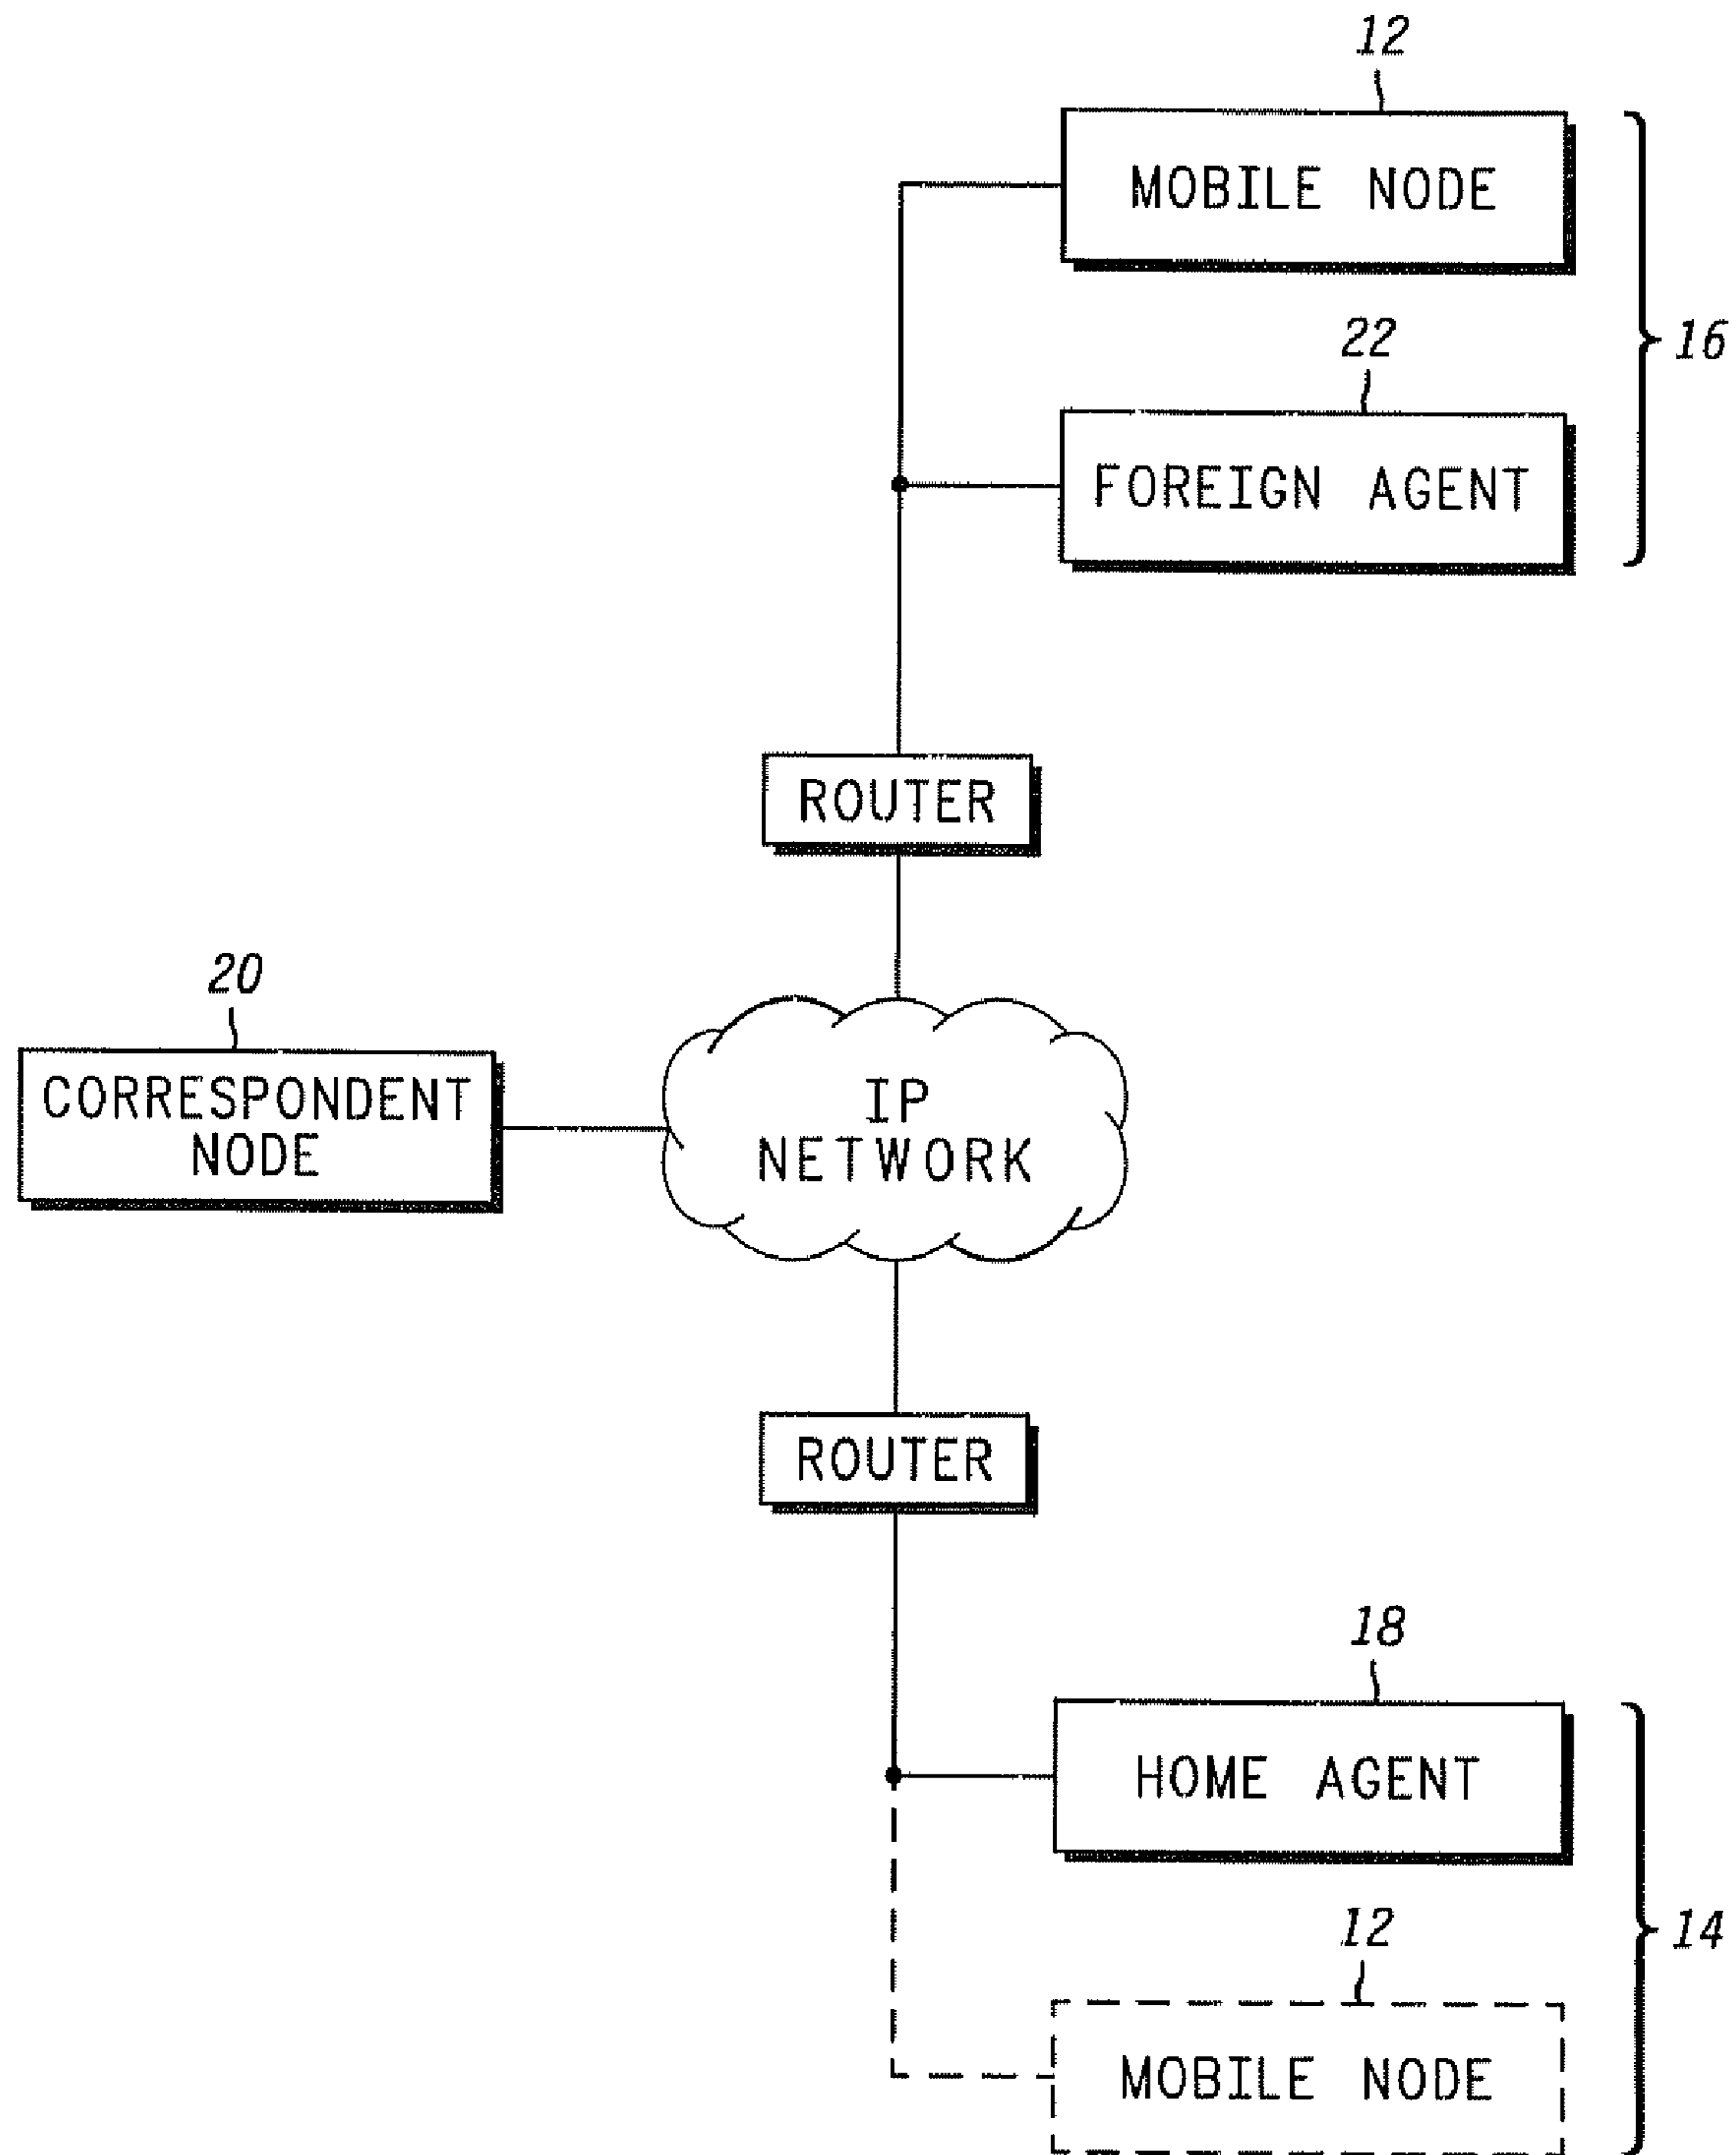 12
MOBILE NODE
22
16
FOREIGN AGENT
ROUTER
20
CORRESPONDENT
NODE
IP
NETWORK
ROUTER
18
HOME AGENT
12
14
MOBILE NODE